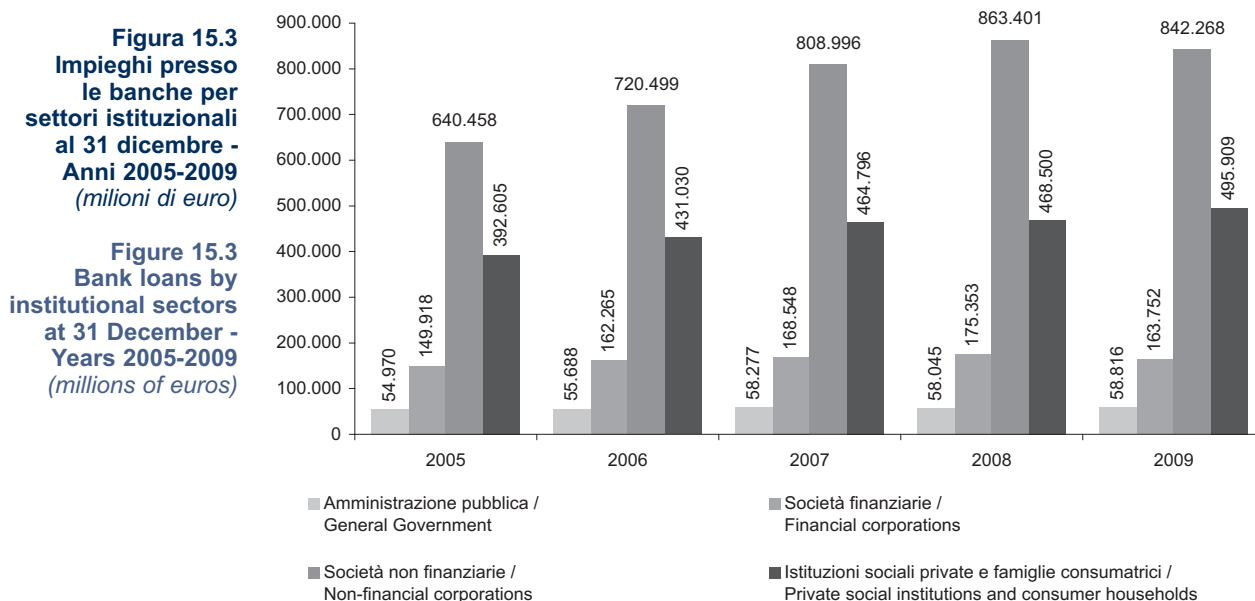 Figura 15.3
Impieghi presso
le banche per
settori istituzionali
al 31 dicembre -
Anni 2005-2009
(milioni di euro)
Figure 15.3
Bank loans by
institutional sectors
at 31 December -
Years 2005-2009
(millions of euros)
900.000
800.000
700.000
600.000
500.000
400.000
300.000
200.000
100.000
0
54.970
149.918
640.458
392.605
55.688
162.265
720.499
431.030
58.277
168.548
808.996
464.796
58.045
175.353
863.401
468.500
58.816
163.752
842.268
495.909
2005
2006
2007
2008
2009
Amministrazione pubblica /
General Government
Società finanziarie /
Financial corporations
Società non finanziarie /
Non-financial corporations
Istituzioni sociali private e famiglie consumatrici /
Private social institutions and consumer households